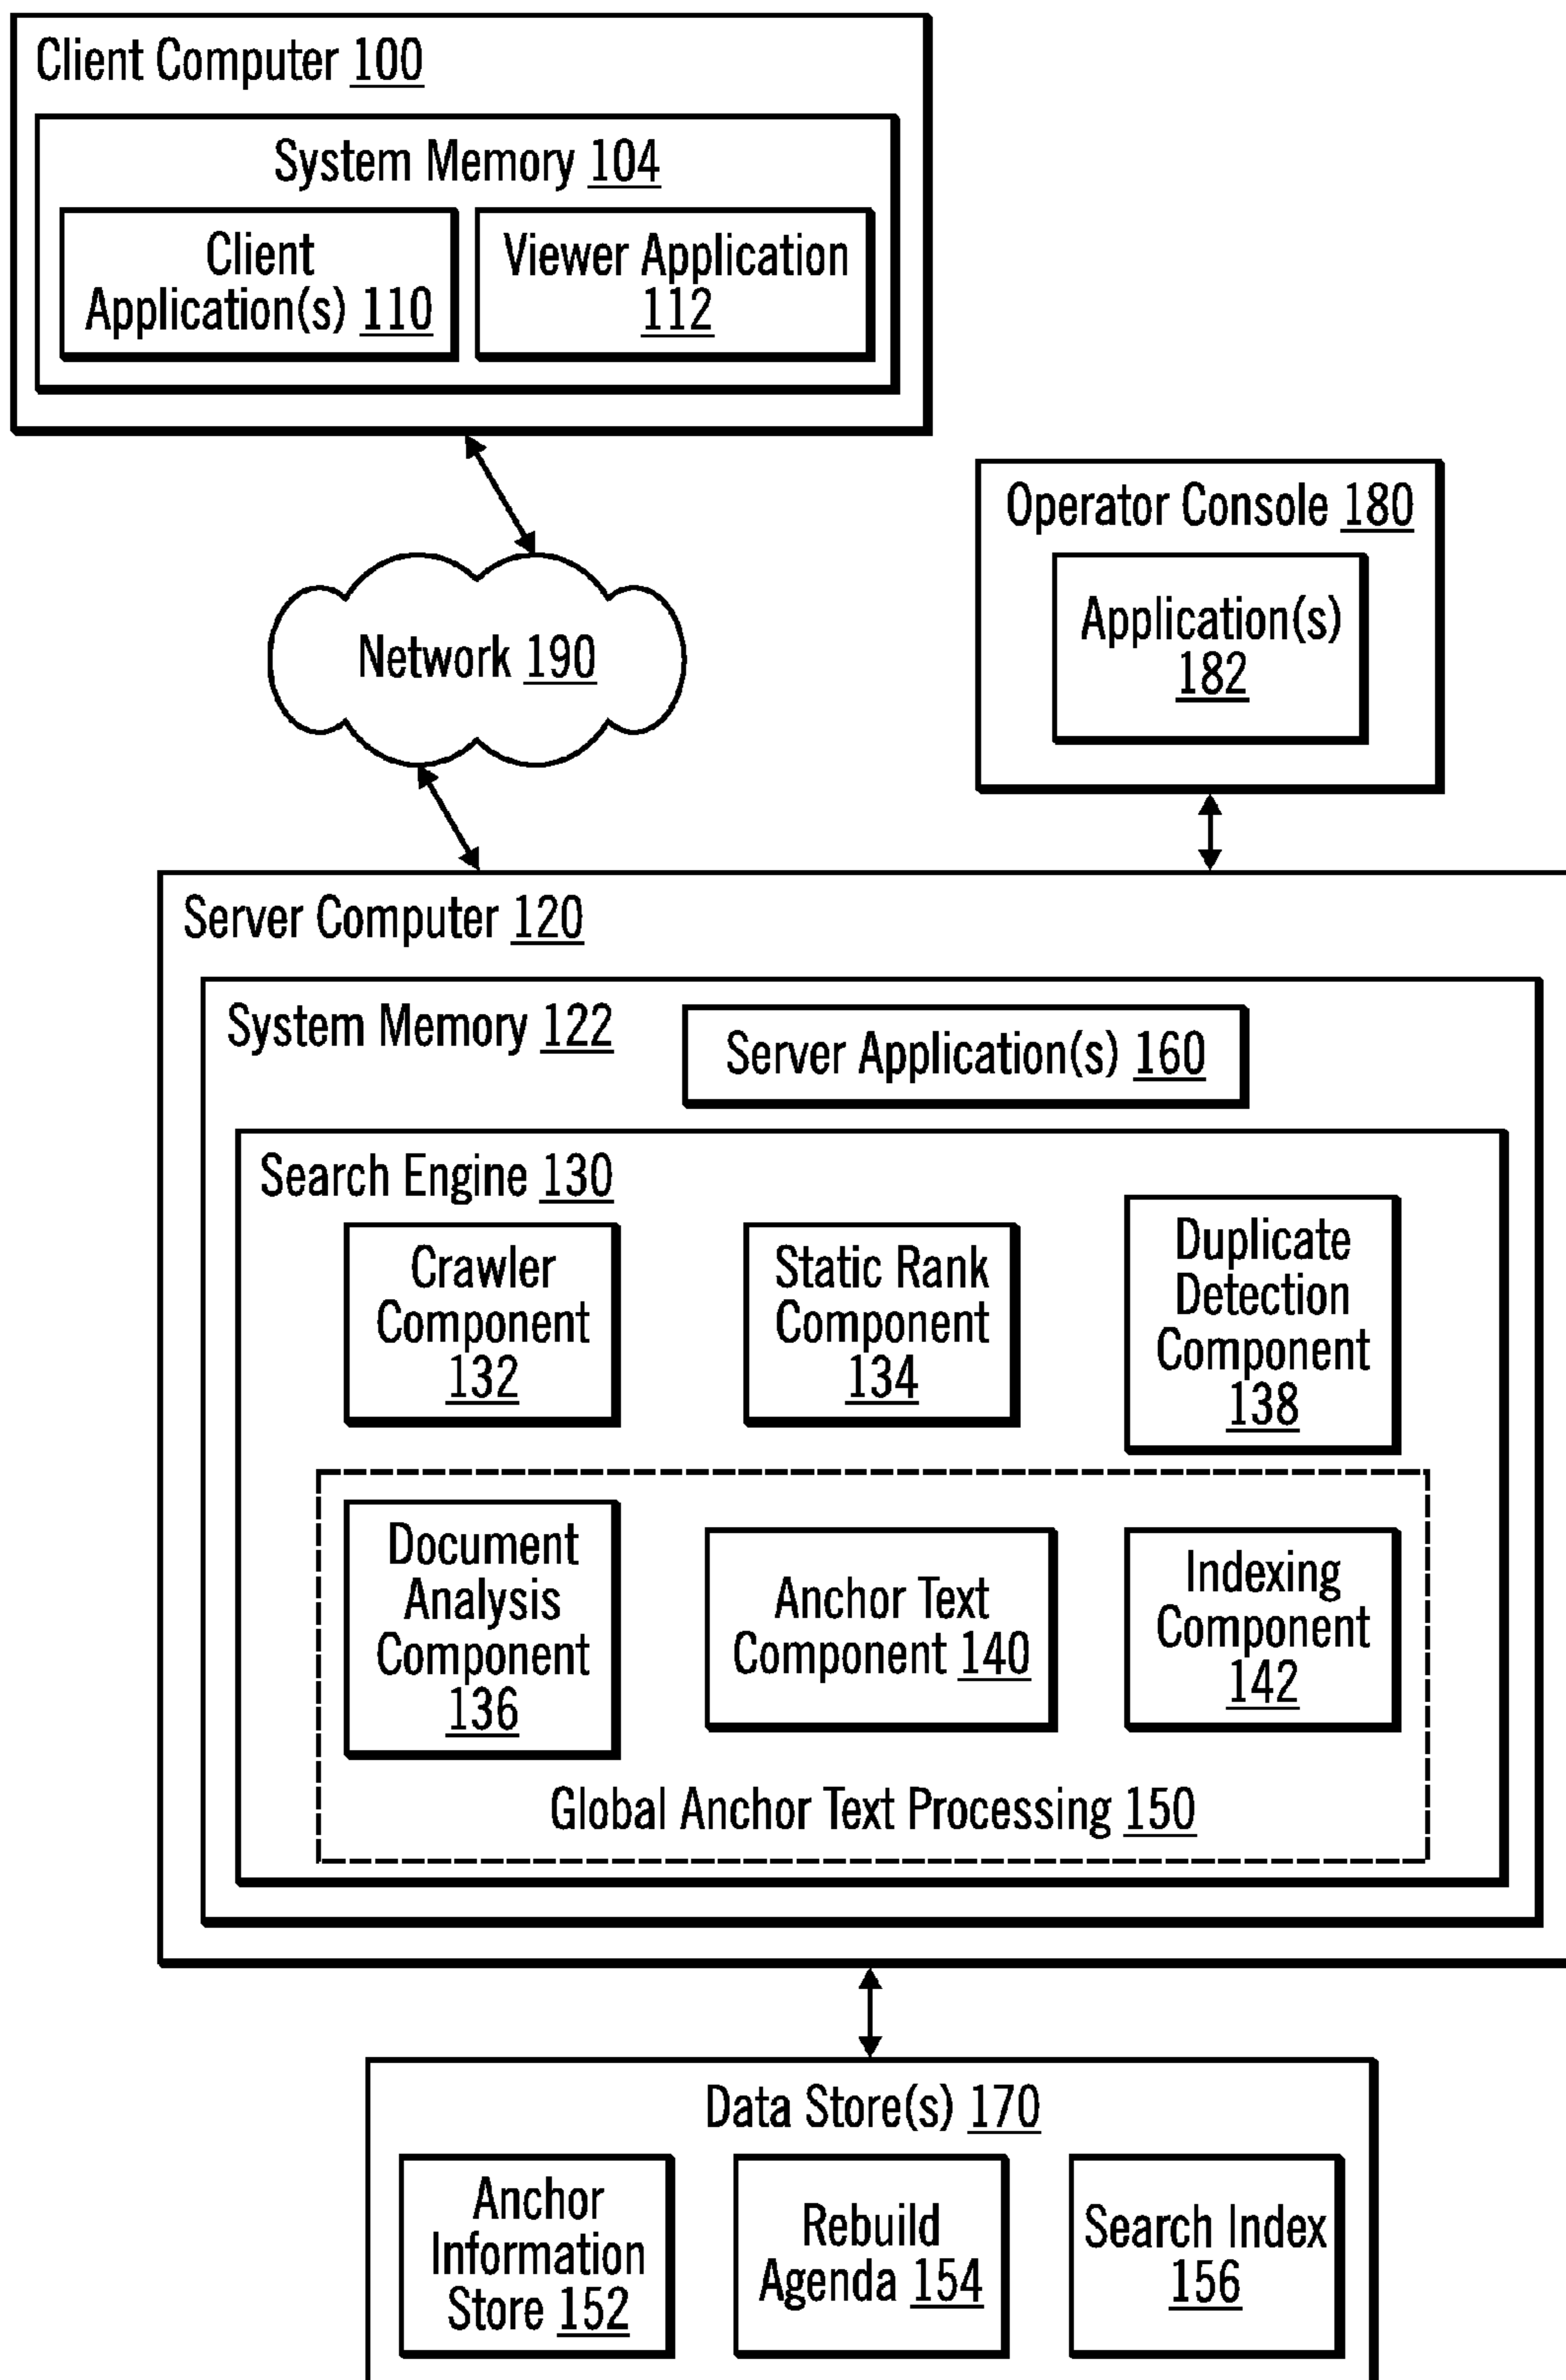 Client Computer 100
System Memory 104
Client
Application(s) 110
Viewer Application
112
Network 190
Operator Console 180
Application(s)
182
Server Computer 120
System Memory 122
Server Application(s) 160
Search Engine 130
Crawler
Component
132
Static Rank
Component
134
Duplicate
Detection
Component
138
Document
Analysis
Component
136
Anchor Text
Component 140
Indexing
Component
142
Global Anchor Text Processing 150
Data Store(s) 170
Anchor
Information
Store 152
Rebuild
Agenda 154
Search Index
156